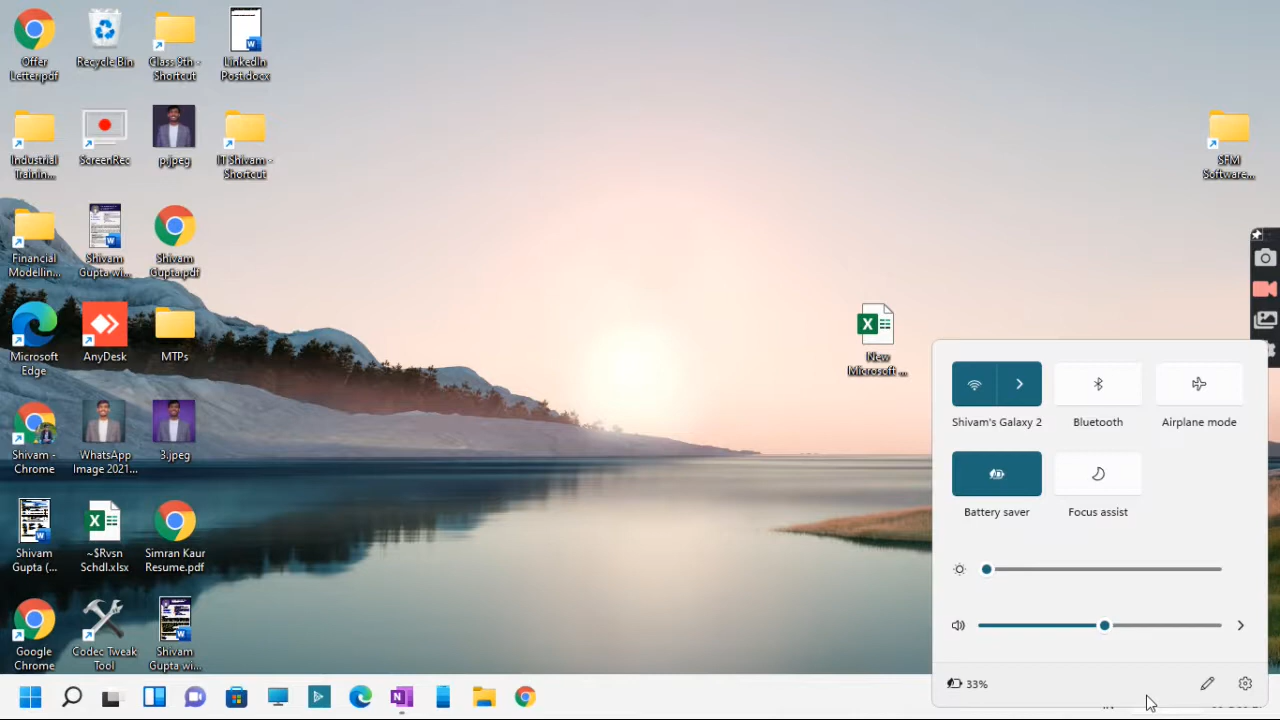 Offer
Letter.pdf
Recycle Bin
Class 9th -
Shortcut
LinkedIn
Post.docx
Industrial
Trainin...
ScreenRec
p.jpeg
IT Shivam -
Shortcut
SFM
Software...
Financial
Modellin...
Shivam
Gupta wi...
Shivam
Gupta.pdf
Microsoft
Edge
AnyDesk
MTPs
New
Microsoft ...
Shivam -
Chrome
WhatsApp
Image 2021...
3.jpeg
Shivam
Gupta (...
~$Rvsn
Schdl.xlsx
Simran Kaur
Resume.pdf
Google
Chrome
Codec Tweak
Tool
Shivam
Gupta wi...
Shivam's Galaxy 2
Bluetooth
Airplane mode
Battery saver
Focus assist
33%